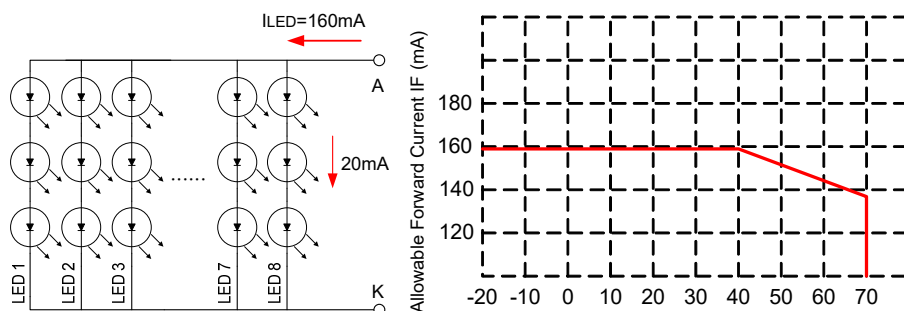 ILED=160mA
A
20mA
......
LED 1
LED 2
LED 3
LED 7
LED 8
K
Allowable Forward Current IF (mA)
180
160
140
120
-20 -10 0 10 20 30 40 50 60 70